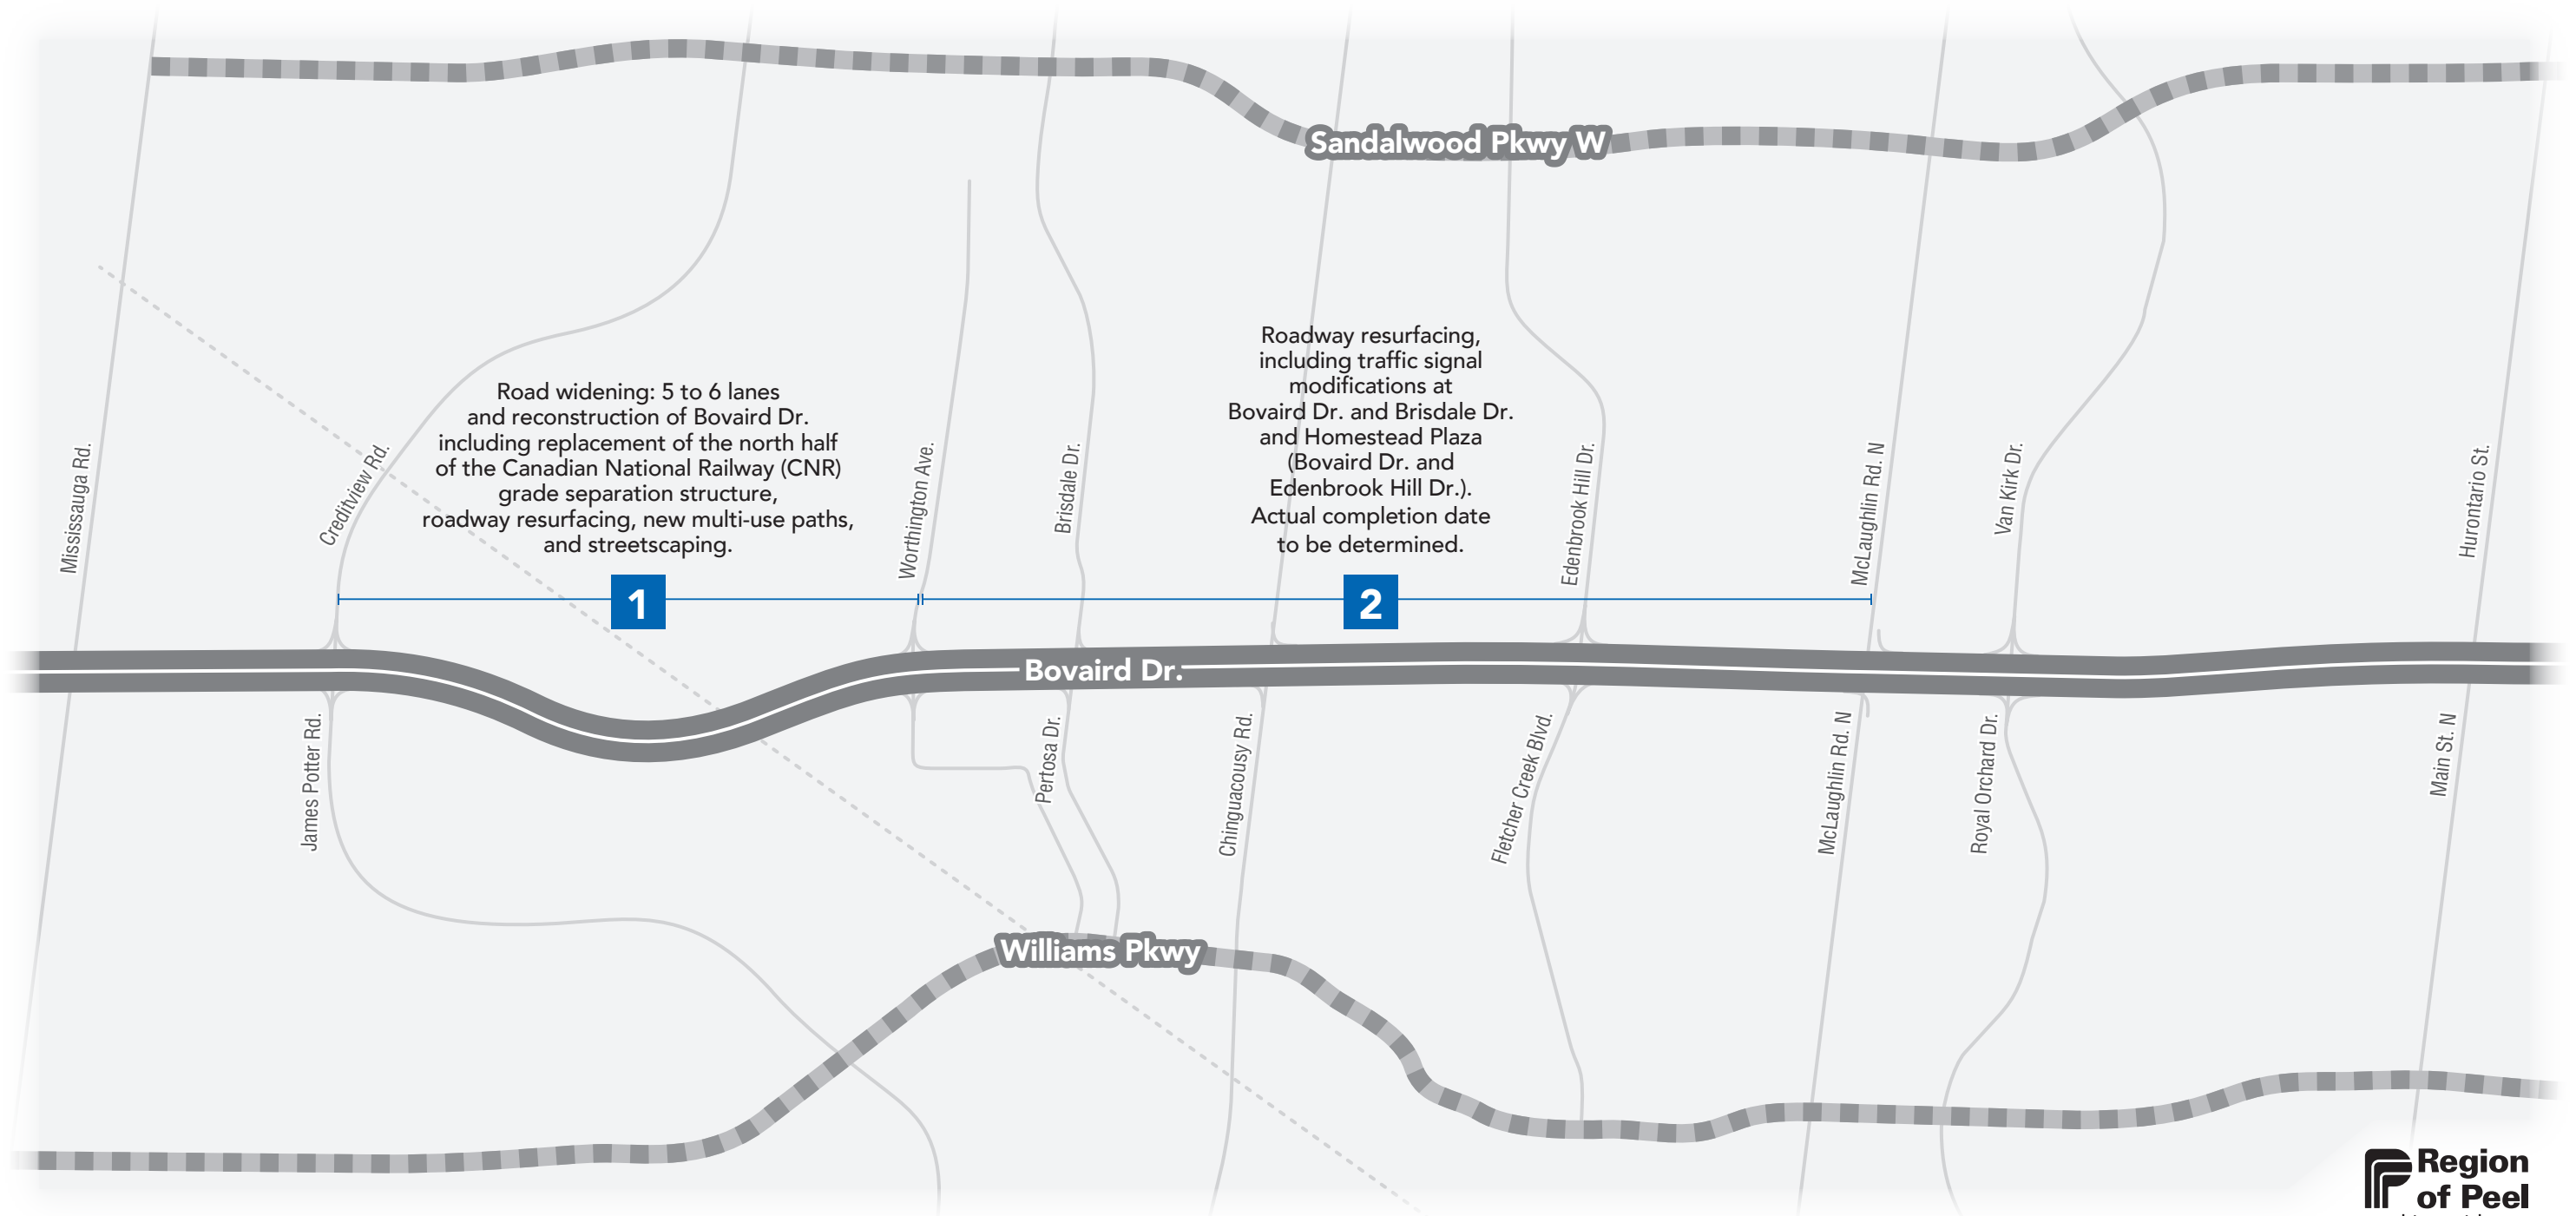 Sandalwood Pkwy W
Road widening: 5 to 6 lanes
and reconstruction of Bovaird Dr.
including replacement of the north half
of the Canadian National Railway (CNR)
grade separation structure,
roadway resurfacing, new multi-use paths,
and streetscaping.
Roadway resurfacing,
including traffic signal
modifications at
Bovaird Dr. and Brisdale Dr.
and Homestead Plaza
(Bovaird Dr. and
Edenbrook Hill Dr.).
Actual completion date
to be determined.
Mississauga Rd.
Creditview Rd.
Worthington Ave.
Brisdale Dr.
Edenbrook Hill Dr.
McLaughlin Rd. N
Van Kirk Dr.
Hurontario St.
1
2
Bovaird Dr.
James Potter Rd.
Pertosa Dr.
Chinguacousy Rd.
Fletcher Creek Blvd.
McLaughlin Rd. N
Royal Orchard Dr.
Main St. N
Williams Pkwy
Region
of Peel